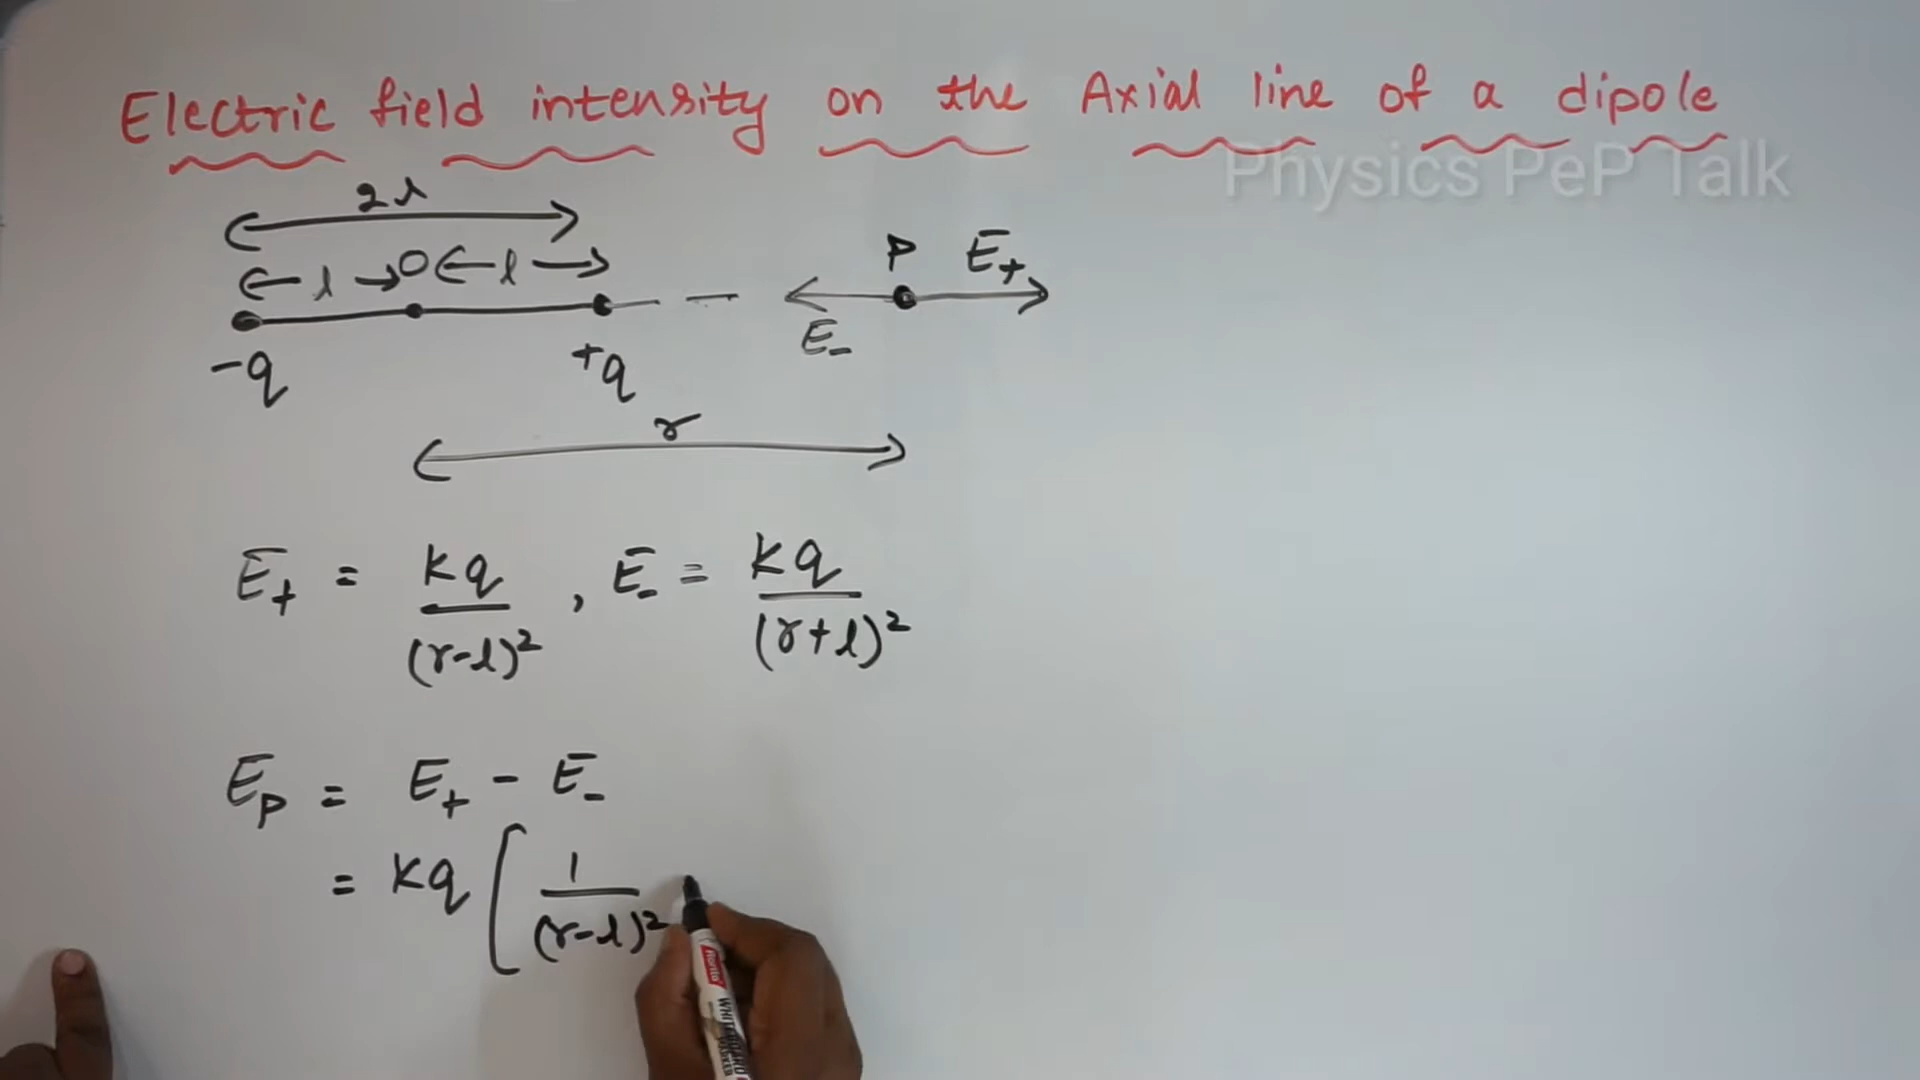 Electric field intensity on the Axial line of a dipole
Physics PeP Talk
2l
l O l
P E₊
E₋
-q +q
r
E₊ = Kq/(r-l)² , E₋ = Kq/(r+l)²
Eₚ = E₊ - E₋
= Kq [ 1/(r-l)²
Ronto